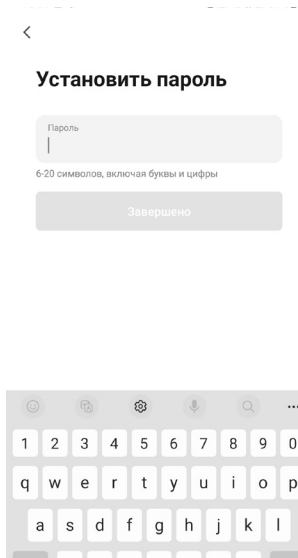 Установить пароль
Пароль
6-20 символов, включая буквы и цифры
Завершено
1 2 3 4 5 6 7 8 9 0
q w e r t y u i o p
a s d f g h j k l